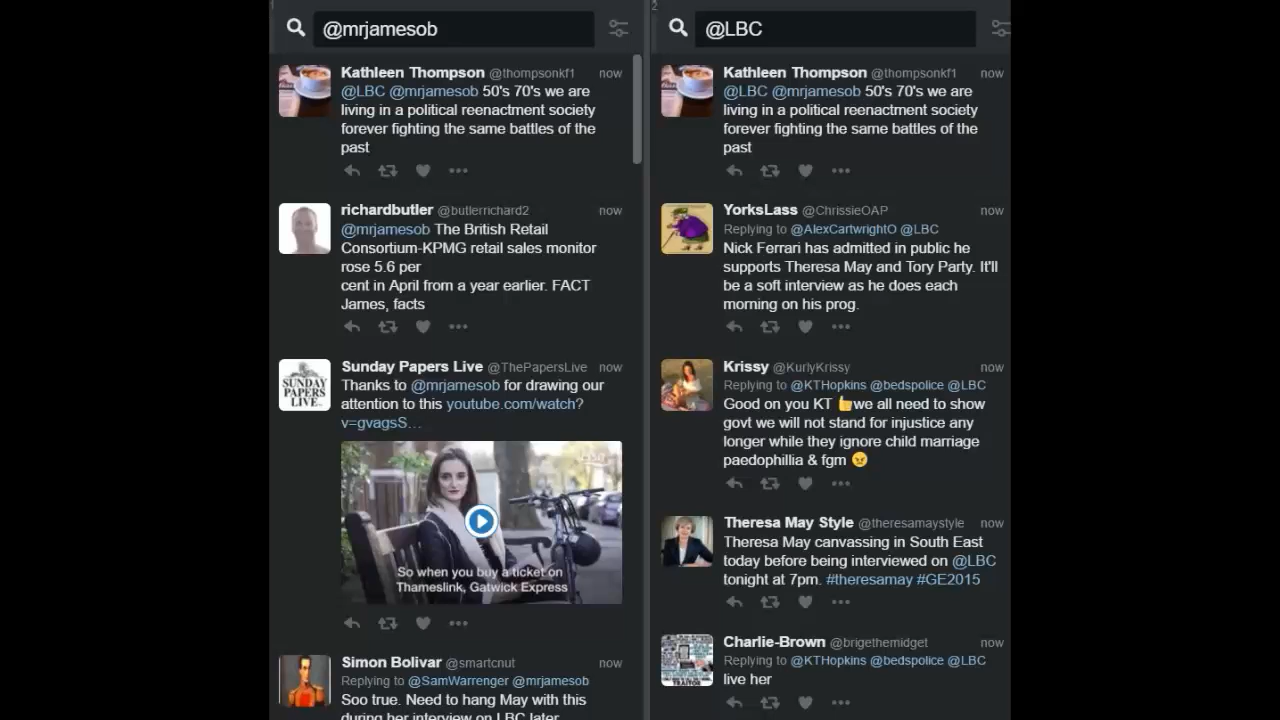 1
@mrjamesob
Kathleen Thompson @thompsonkf1 now
@LBC @mrjamesob 50's 70's we are
living in a political reenactment society
forever fighting the same battles of the
past
richardbutler @butlerrichard2 now
@mrjamesob The British Retail
Consortium-KPMG retail sales monitor
rose 5.6 per
cent in April from a year earlier. FACT
James, facts
Sunday Papers Live @ThePapersLive now
SUNDAY
PAPERS
LIVE
Thanks to @mrjamesob for drawing our
attention to this youtube.com/watch?
v=gvagsS...
So when you buy a ticket on
Thameslink, Gatwick Express
Simon Bolivar @smartcnut now
Replying to @SamWarrenger @mrjamesob
Soo true. Need to hang May with this
during her interview on LBC later
2
@LBC
Kathleen Thompson @thompsonkf1 now
@LBC @mrjamesob 50's 70's we are
living in a political reenactment society
forever fighting the same battles of the
past
YorksLass @ChrissieOAP now
Replying to @AlexCartwrightO @LBC
Nick Ferrari has admitted in public he
supports Theresa May and Tory Party. It'll
be a soft interview as he does each
morning on his prog.
Krissy @KurlyKrissy now
Replying to @KTHopkins @bedspolice @LBC
Good on you KT 👍we all need to show
govt we will not stand for injustice any
longer while they ignore child marriage
paedophillia & fgm 😠
Theresa May Style @theresamaystyle now
Theresa May canvassing in South East
today before being interviewed on @LBC
tonight at 7pm. #theresamay #GE2015
Charlie-Brown @brigethemidget now
Replying to @KTHopkins @bedspolice @LBC
live her
TRAITOR